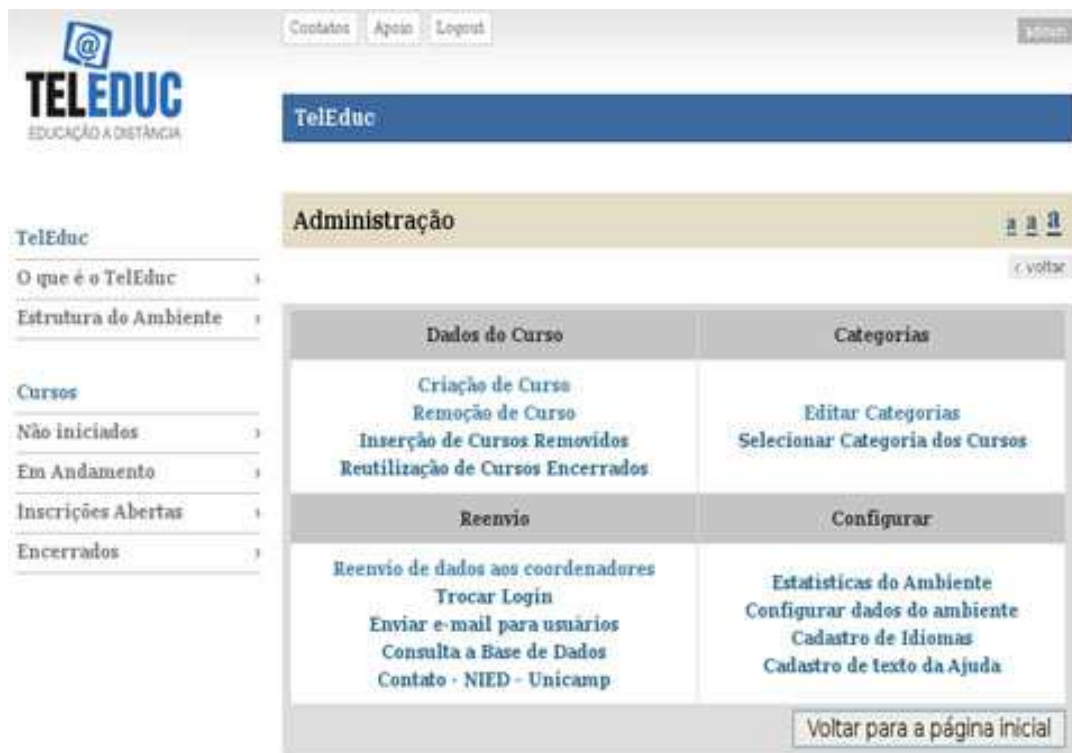 Contatos Apoio Logout
admin
TELEDUC
EDUCAÇÃO A DISTÂNCIA
TelEduc
Administração
a a a
‹ voltar
TelEduc
O que é o TelEduc ›
Estrutura do Ambiente ›
Cursos
Não iniciados ›
Em Andamento ›
Inscrições Abertas ›
Encerrados ›
Dados do Curso
Criação de Curso
Remoção de Curso
Inserção de Cursos Removidos
Reutilização de Cursos Encerrados
Categorias
Editar Categorias
Selecionar Categoria dos Cursos
Reenvio
Reenvio de dados aos coordenadores
Trocar Login
Enviar e-mail para usuários
Consulta a Base de Dados
Contato - NIED - Unicamp
Configurar
Estatísticas do Ambiente
Configurar dados do ambiente
Cadastro de Idiomas
Cadastro de texto da Ajuda
Voltar para a página inicial